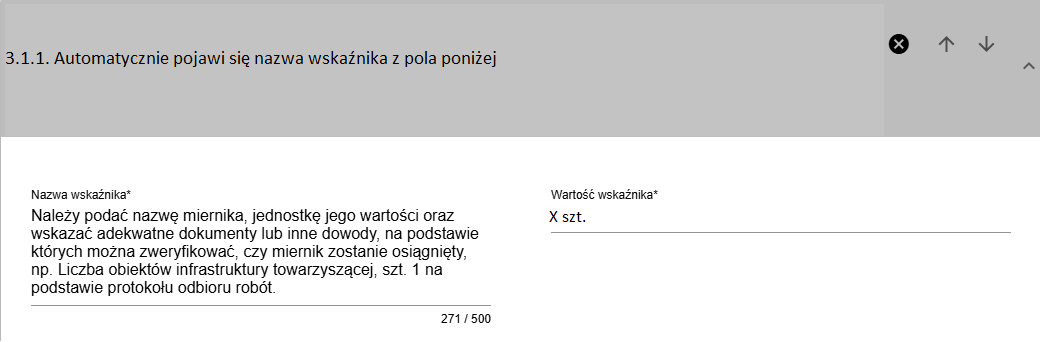 3.1.1. Automatycznie pojawi się nazwa wskaźnika z pola poniżej
Nazwa wskaźnika*
Należy podać nazwę miernika, jednostkę jego wartości oraz
wskazać adekwatne dokumenty lub inne dowody, na podstawie
których można zweryfikować, czy miernik zostanie osiągnięty,
np. Liczba obiektów infrastruktury towarzyszącej, szt. 1 na
podstawie protokołu odbioru robót.
271 / 500
Wartość wskaźnika*
X szt.